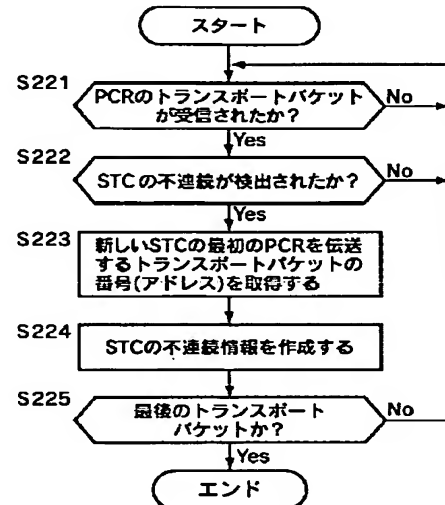 スタート
S221
PCRのトランスポートパケット
が受信されたか?
No
Yes
S222
STCの不連続が検出されたか?
No
Yes
S223
新しいSTCの最初のPCRを伝送
するトランスポートパケットの
番号(アドレス)を取得する
S224
STCの不連続情報を作成する
S225
最後のトランスポート
パケットか?
No
Yes
エンド